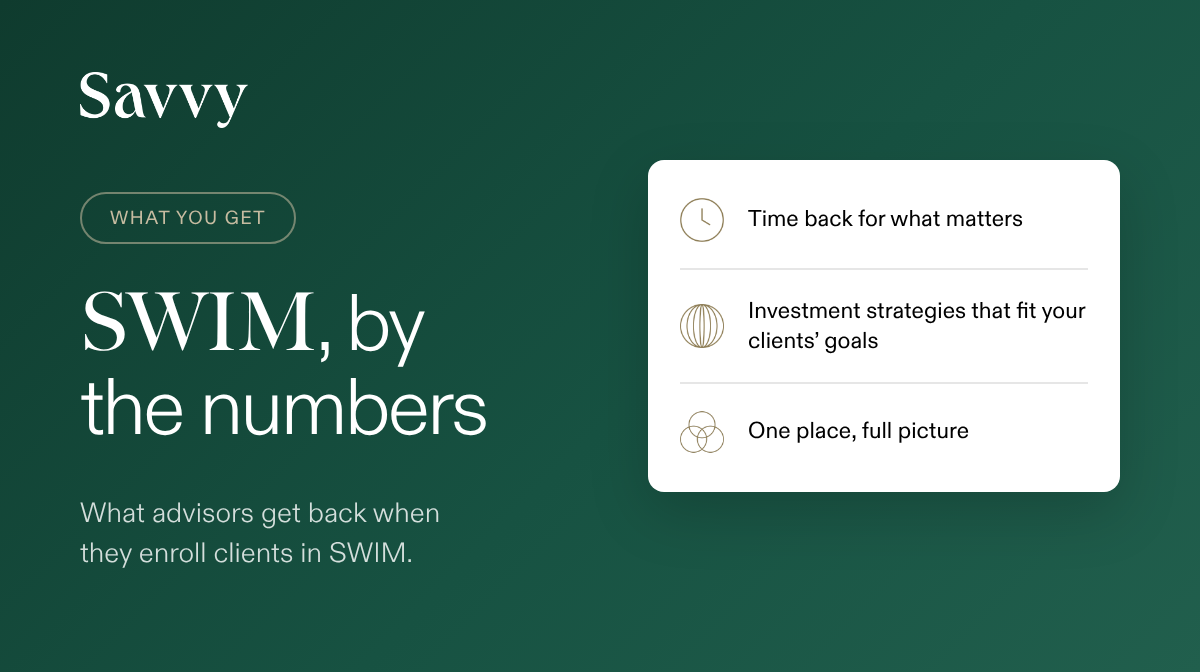 Savvy
WHAT YOU GET
SWIM, by
the numbers
What advisors get back when
they enroll clients in SWIM.
Time back for what matters
Investment strategies that fit your
clients’ goals
One place, full picture